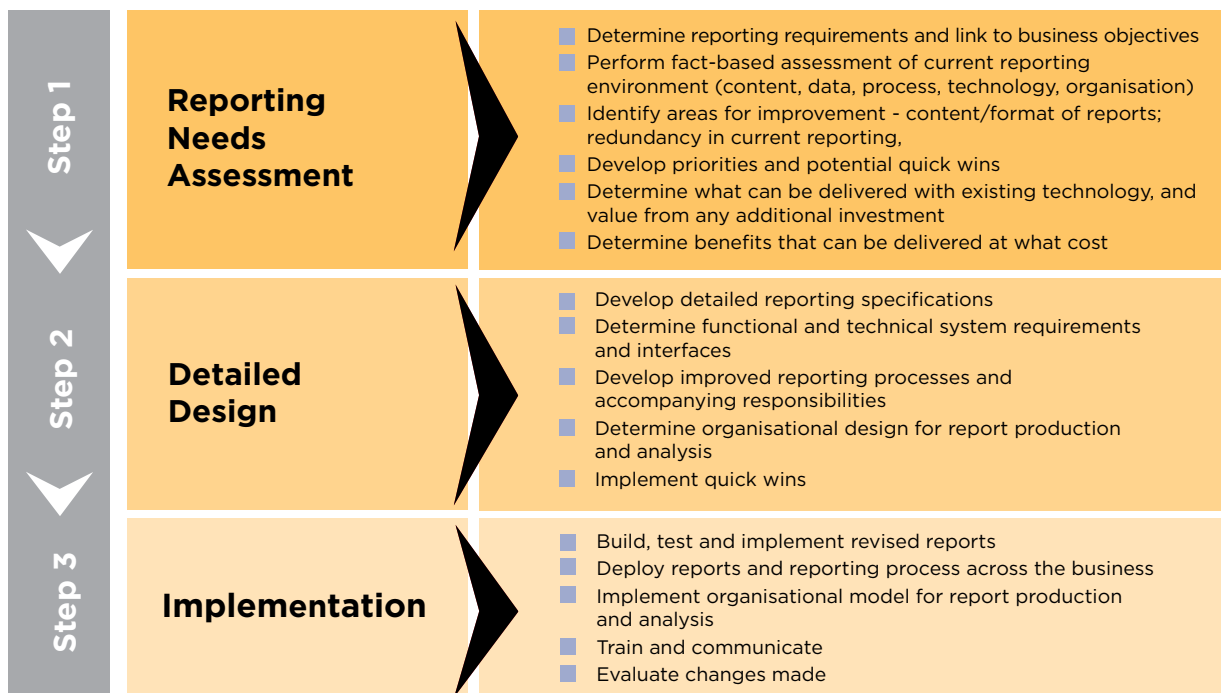 Step 1
Reporting
Needs
Assessment
Determine reporting requirements and link to business objectives
Perform fact-based assessment of current reporting
environment (content, data, process, technology, organisation)
Identify areas for improvement - content/format of reports;
redundancy in current reporting,
Develop priorities and potential quick wins
Determine what can be delivered with existing technology, and
value from any additional investment
Determine benefits that can be delivered at what cost
Step 2
Detailed
Design
Develop detailed reporting specifications
Determine functional and technical system requirements
and interfaces
Develop improved reporting processes and
accompanying responsibilities
Determine organisational design for report production
and analysis
Implement quick wins
Step 3
Implementation
Build, test and implement revised reports
Deploy reports and reporting process across the business
Implement organisational model for report production
and analysis
Train and communicate
Evaluate changes made